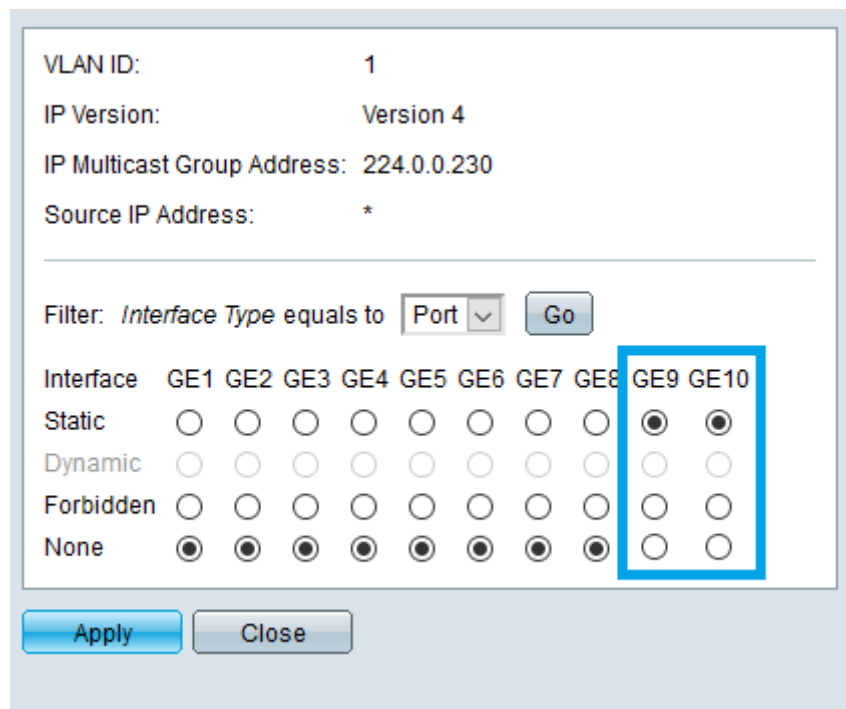 VLAN ID: 1
IP Version: Version 4
IP Multicast Group Address: 224.0.0.230
Source IP Address: *
Filter: Interface Type equals to Port Go
Interface GE1 GE2 GE3 GE4 GE5 GE6 GE7 GE8 GE9 GE10
Static
Dynamic
Forbidden
None
Apply Close